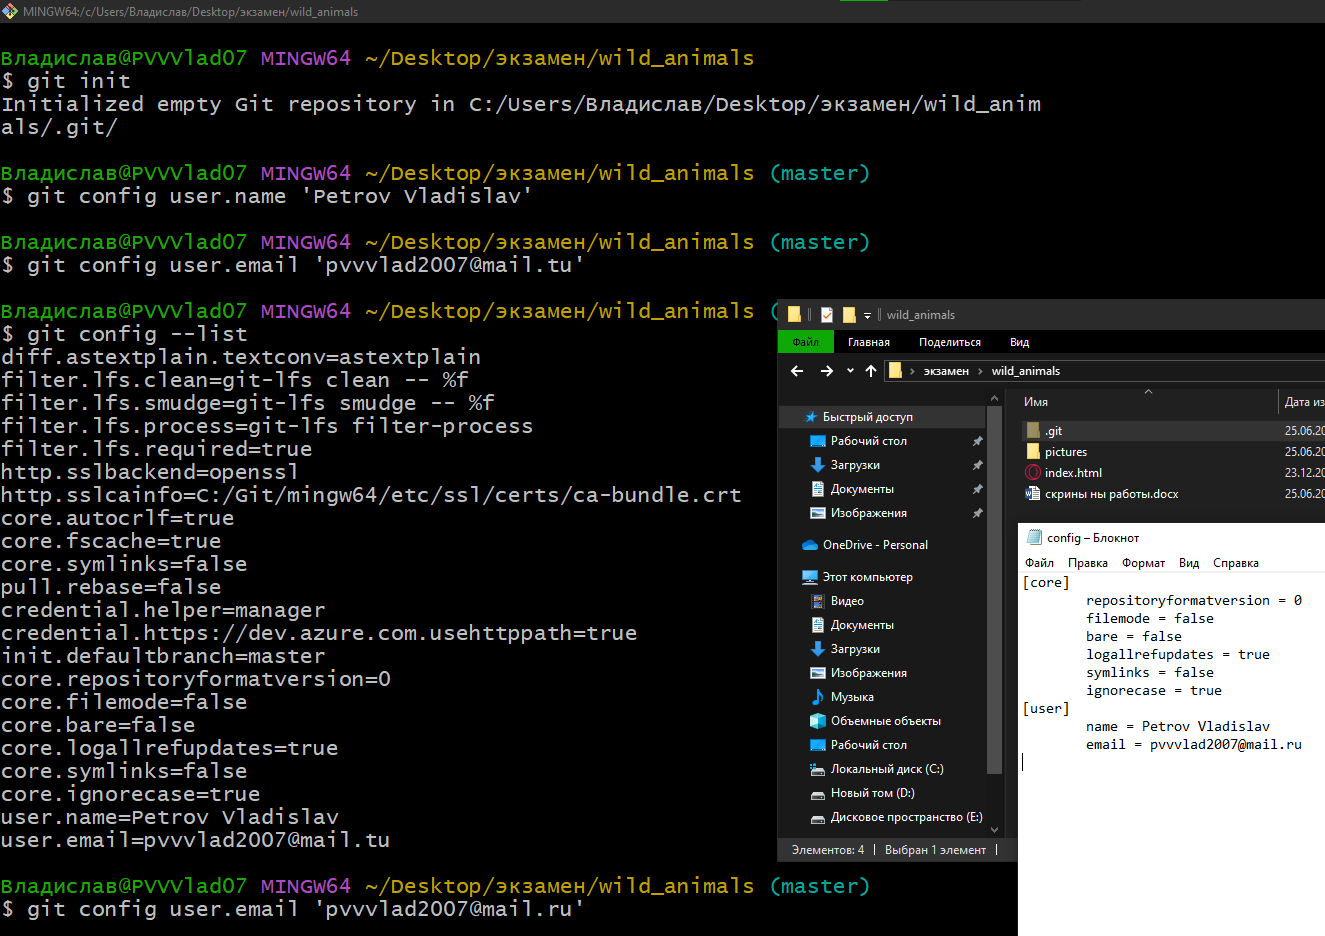 MINGW64:/c/Users/Владислав/Desktop/экзамен/wild_animals
Владислав@PVVVlad07 MINGW64 ~/Desktop/экзамен/wild_animals
$ git init
Initialized empty Git repository in C:/Users/Владислав/Desktop/экзамен/wild_anim
als/.git/
Владислав@PVVVlad07 MINGW64 ~/Desktop/экзамен/wild_animals (master)
$ git config user.name 'Petrov Vladislav'
Владислав@PVVVlad07 MINGW64 ~/Desktop/экзамен/wild_animals (master)
$ git config user.email 'pvvvlad2007@mail.tu'
Владислав@PVVVlad07 MINGW64 ~/Desktop/экзамен/wild_animals (
$ git config --list
diff.astextplain.textconv=astextplain
filter.lfs.clean=git-lfs clean -- %f
filter.lfs.smudge=git-lfs smudge -- %f
filter.lfs.process=git-lfs filter-process
filter.lfs.required=true
http.sslbackend=openssl
http.sslcainfo=C:/Git/mingw64/etc/ssl/certs/ca-bundle.crt
core.autocrlf=true
core.fscache=true
core.symlinks=false
pull.rebase=false
credential.helper=manager
credential.https://dev.azure.com.usehttppath=true
init.defaultbranch=master
core.repositoryformatversion=0
core.filemode=false
core.bare=false
core.logallrefupdates=true
core.symlinks=false
core.ignorecase=true
user.name=Petrov Vladislav
user.email=pvvvlad2007@mail.tu
Владислав@PVVVlad07 MINGW64 ~/Desktop/экзамен/wild_animals (master)
$ git config user.email 'pvvvlad2007@mail.ru'
wild_animals
Файл Главная Поделиться Вид
экзамен › wild_animals
Быстрый доступ
Рабочий стол
Загрузки
Документы
Изображения
OneDrive - Personal
Этот компьютер
Видео
Документы
Загрузки
Изображения
Музыка
Объемные объекты
Рабочий стол
Локальный диск (C:)
Новый том (D:)
Дисковое пространство (E:)
Элементов: 4 Выбран 1 элемент
Имя Дата из
.git 25.06.20
pictures 25.06.20
index.html 23.12.20
скрины ны работы.docx 25.06.20
config – Блокнот
Файл Правка Формат Вид Справка
[core]
repositoryformatversion = 0
filemode = false
bare = false
logallrefupdates = true
symlinks = false
ignorecase = true
[user]
name = Petrov Vladislav
email = pvvvlad2007@mail.ru